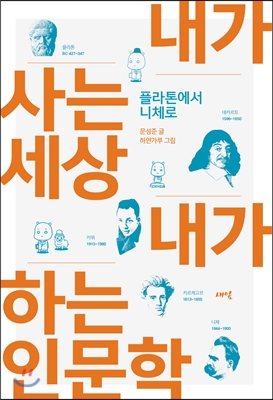 내가
플라톤
BC 427~347
사는
플라톤에서
니체로
문성준 글
하얀가루 그림
데카르트
1596~1650
세상
내가
카뮈
1913~1960
하는
키르케고르
1813~1855
새잎
니체
1844~1900
인문학
YES24